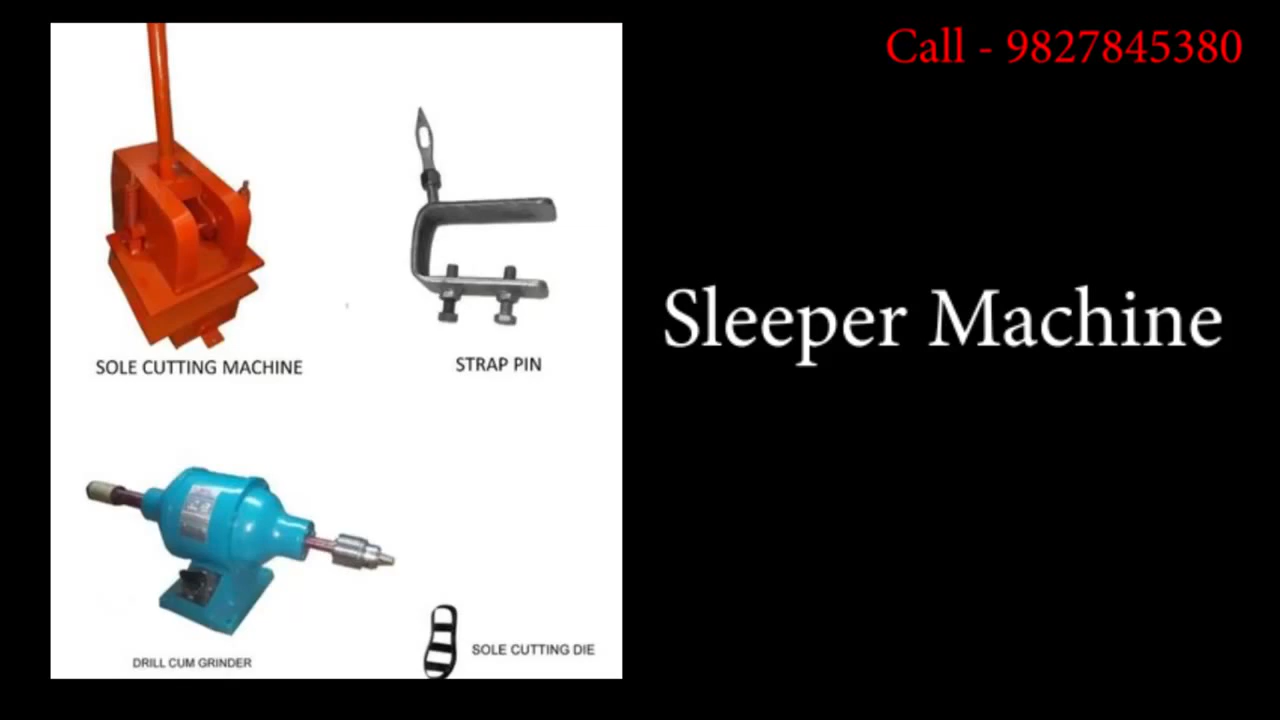 Call - 9827845380
SOLE CUTTING MACHINE
STRAP PIN
Sleeper Machine
DRILL CUM GRINDER
SOLE CUTTING DIE